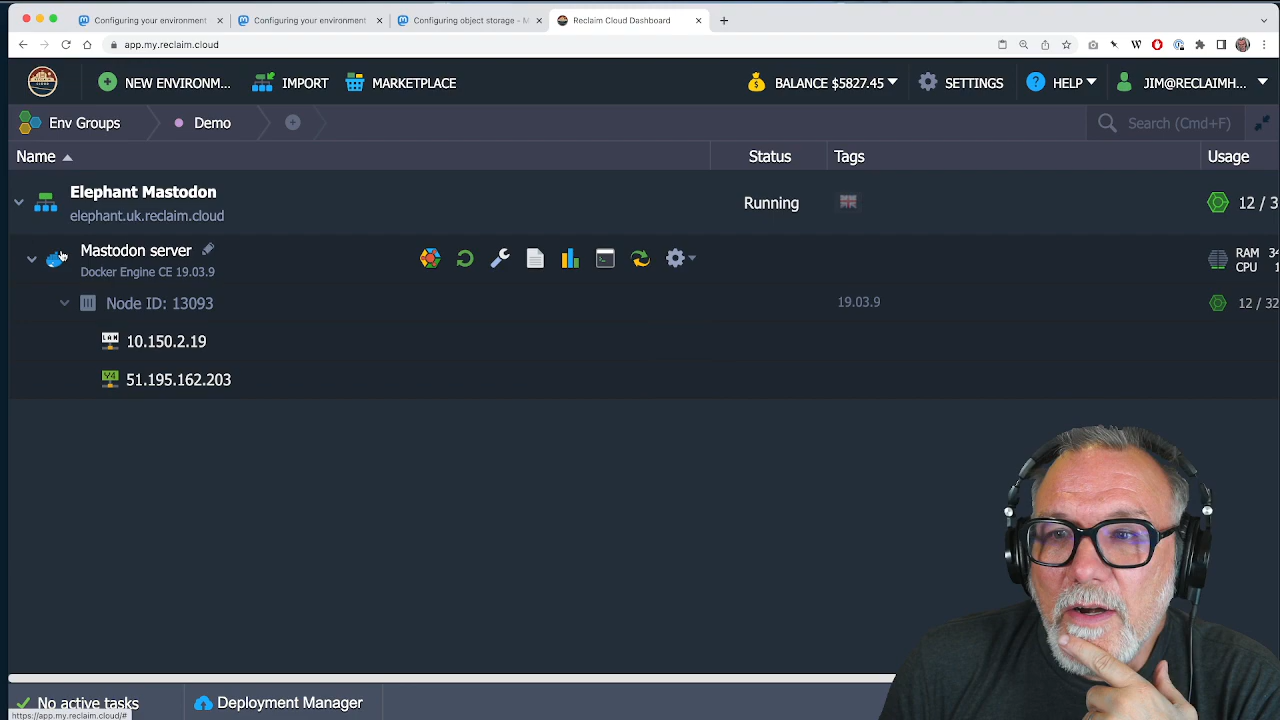 Configuring your environment
Configuring your environment
Configuring object storage - M
Reclaim Cloud Dashboard
app.my.reclaim.cloud
NEW ENVIRONM...
IMPORT
MARKETPLACE
BALANCE $5827.45
SETTINGS
HELP
JIM@RECLAIMH...
Env Groups
Demo
Search (Cmd+F)
Name
Status
Tags
Usage
Elephant Mastodon
elephant.uk.reclaim.cloud
Running
12 / 3
Mastodon server
Docker Engine CE 19.03.9
RAM 34
CPU 1
Node ID: 13093
19.03.9
12 / 32
LAN
10.150.2.19
51.195.162.203
No active tasks
Deployment Manager
https://app.my.reclaim.cloud/#